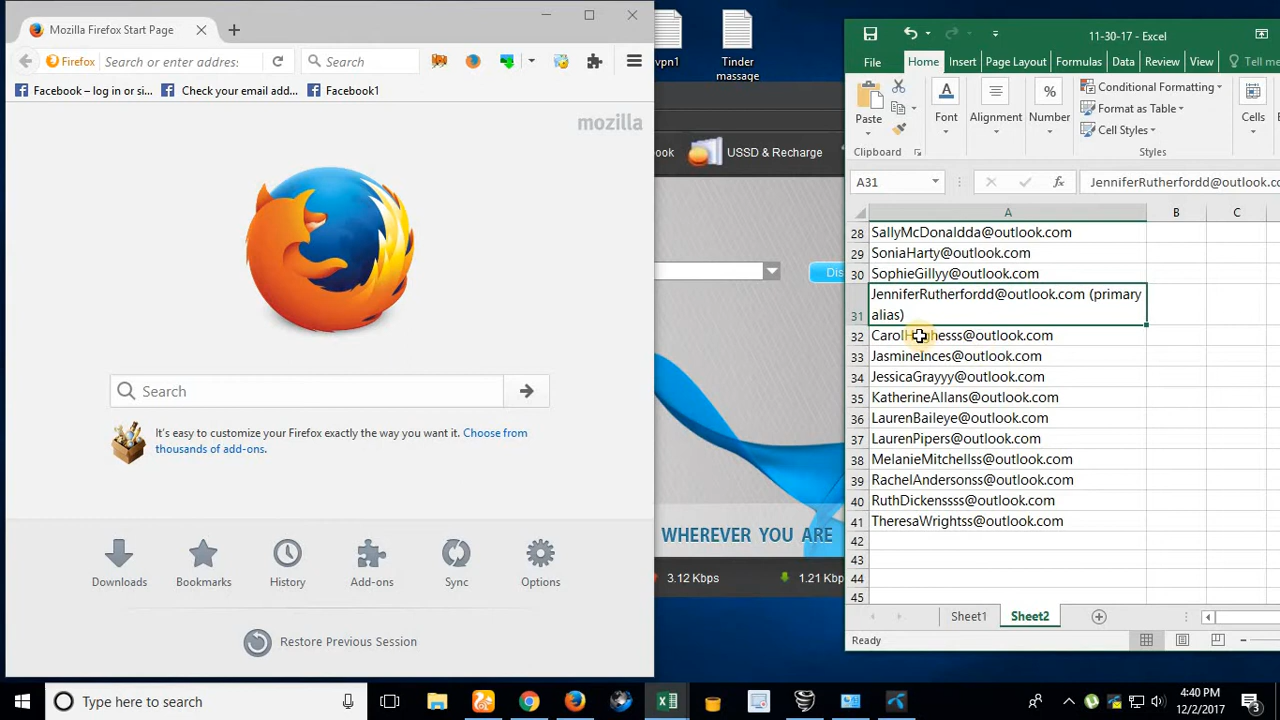 Mozilla Firefox Start Page
Firefox
Search or enter address
Search
Facebook – log in or si...
Check your email add...
Facebook1
mozilla
Search
It's easy to customize your Firefox exactly the way you want it. Choose from
thousands of add-ons.
Downloads
Bookmarks
History
Add-ons
Sync
Options
Restore Previous Session
vpn1
Tinder
massage
USSD & Recharge
WHEREVER YOU ARE
3.12 Kbps
1.21 Kbps
11-30-17 - Excel
File
Home
Insert
Page Layout
Formulas
Data
Review
View
Tell me
Paste
Font
Alignment
Number
Conditional Formatting
Format as Table
Cell Styles
Cells
Clipboard
Styles
A31
fx
JenniferRutherfordd@outlook.co
A
B
C
28 SallyMcDonaldda@outlook.com
29 SoniaHarty@outlook.com
30 SophieGillyy@outlook.com
JenniferRutherfordd@outlook.com (primary
31 alias)
32
33 JasmineInces@outlook.com
34 JessicaGrayyy@outlook.com
35 KatherineAllans@outlook.com
36 LaurenBaileye@outlook.com
37 LaurenPipers@outlook.com
38 MelanieMitchellss@outlook.com
39 RachelAndersonss@outlook.com
40 RuthDickenssss@outlook.com
41 TheresaWrightss@outlook.com
42
43
44
45
Sheet1
Sheet2
Ready
Type here to search
4:40 PM
12/2/2017